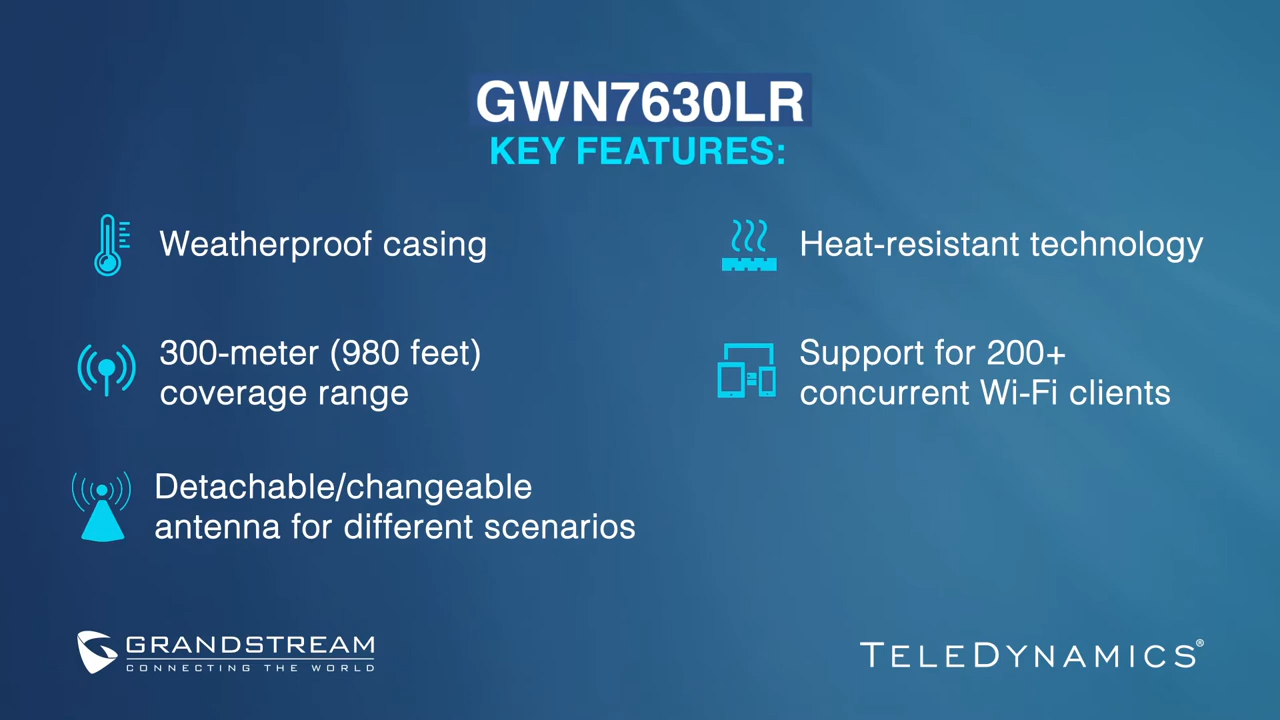 GWN7630LR
KEY FEATURES:
Weatherproof casing
300-meter (980 feet)
coverage range
Detachable/changeable
antenna for different scenarios
Heat-resistant technology
Support for 200+
concurrent Wi-Fi clients
GRANDSTREAM
CONNECTING THE WORLD
TELEDYNAMICS®